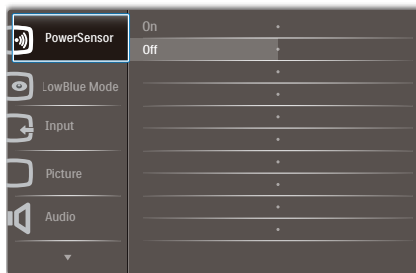 PowerSensor
On
Off
LowBlue Mode
Input
Picture
Audio